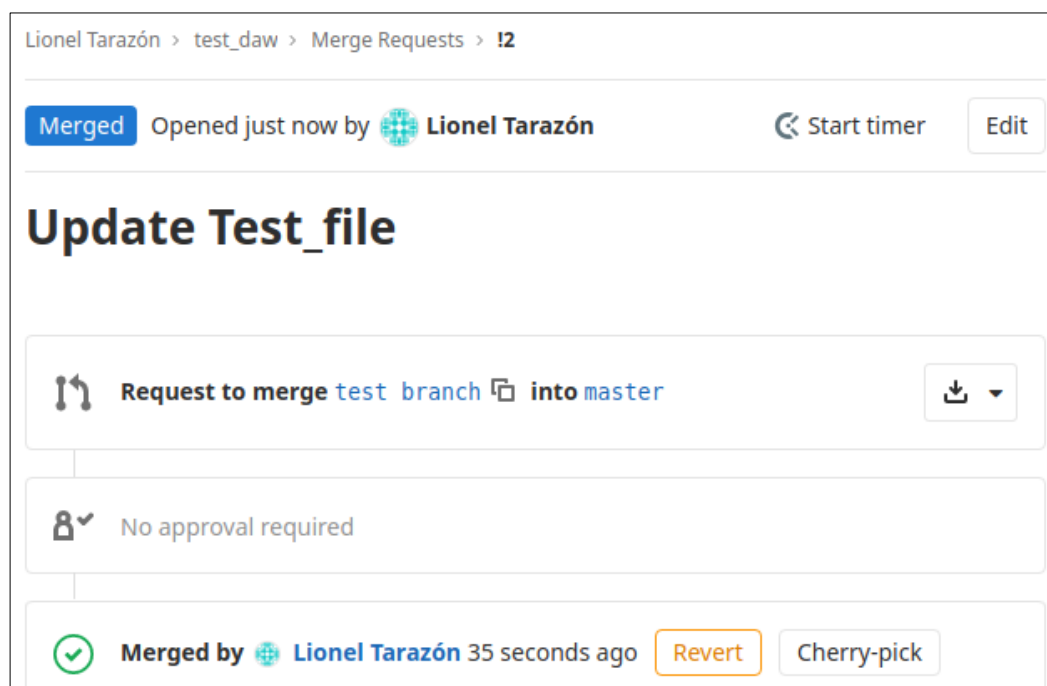 Lionel Tarazón > test_daw > Merge Requests > !2
Merged Opened just now by Lionel Tarazón Start timer Edit
Update Test_file
Request to merge test branch into master
No approval required
Merged by Lionel Tarazón 35 seconds ago Revert Cherry-pick